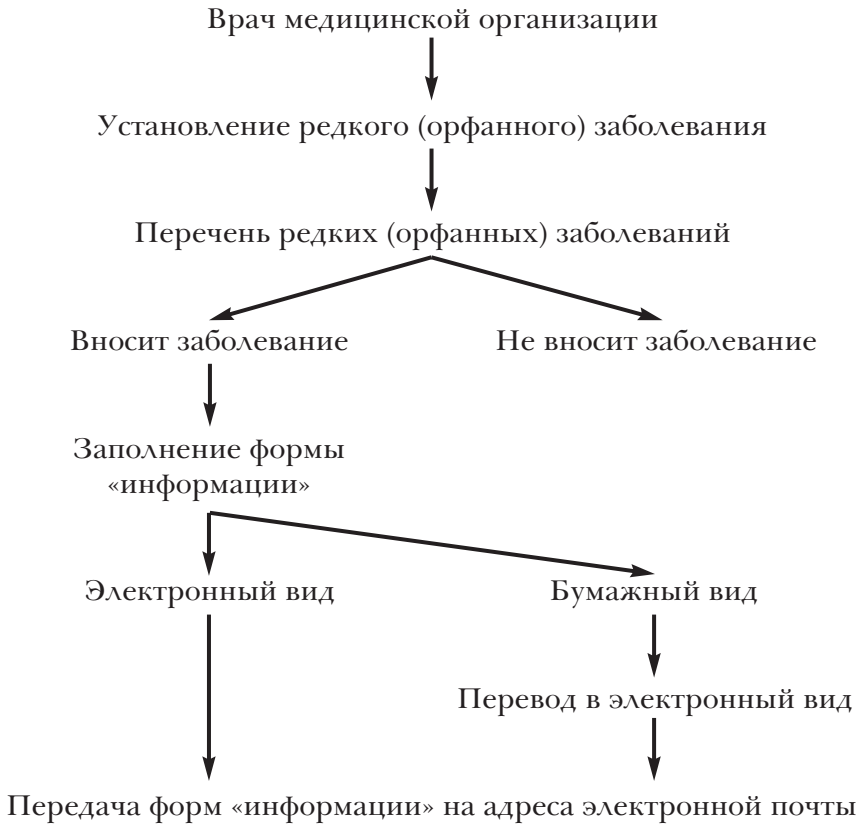 Врач медицинской организации
Установление редкого (орфанного) заболевания
Перечень редких (орфанных) заболеваний
Вносит заболевание
Не вносит заболевание
Заполнение формы
«информации»
Электронный вид
Бумажный вид
Перевод в электронный вид
Передача форм «информации» на адреса электронной почты